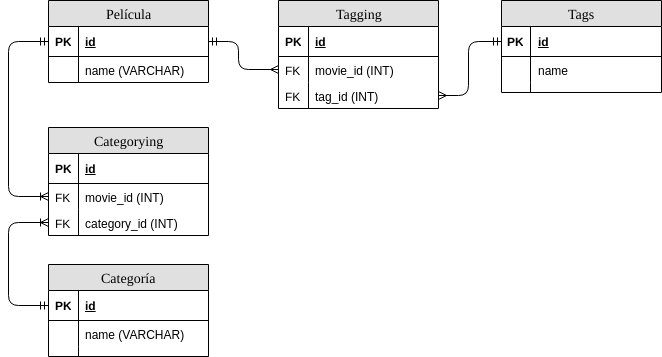 Película
PK id
name (VARCHAR)
Tagging
PK id
FK movie_id (INT)
FK tag_id (INT)
Tags
PK id
name
Categorying
PK id
FK movie_id (INT)
FK category_id (INT)
Categoría
PK id
name (VARCHAR)